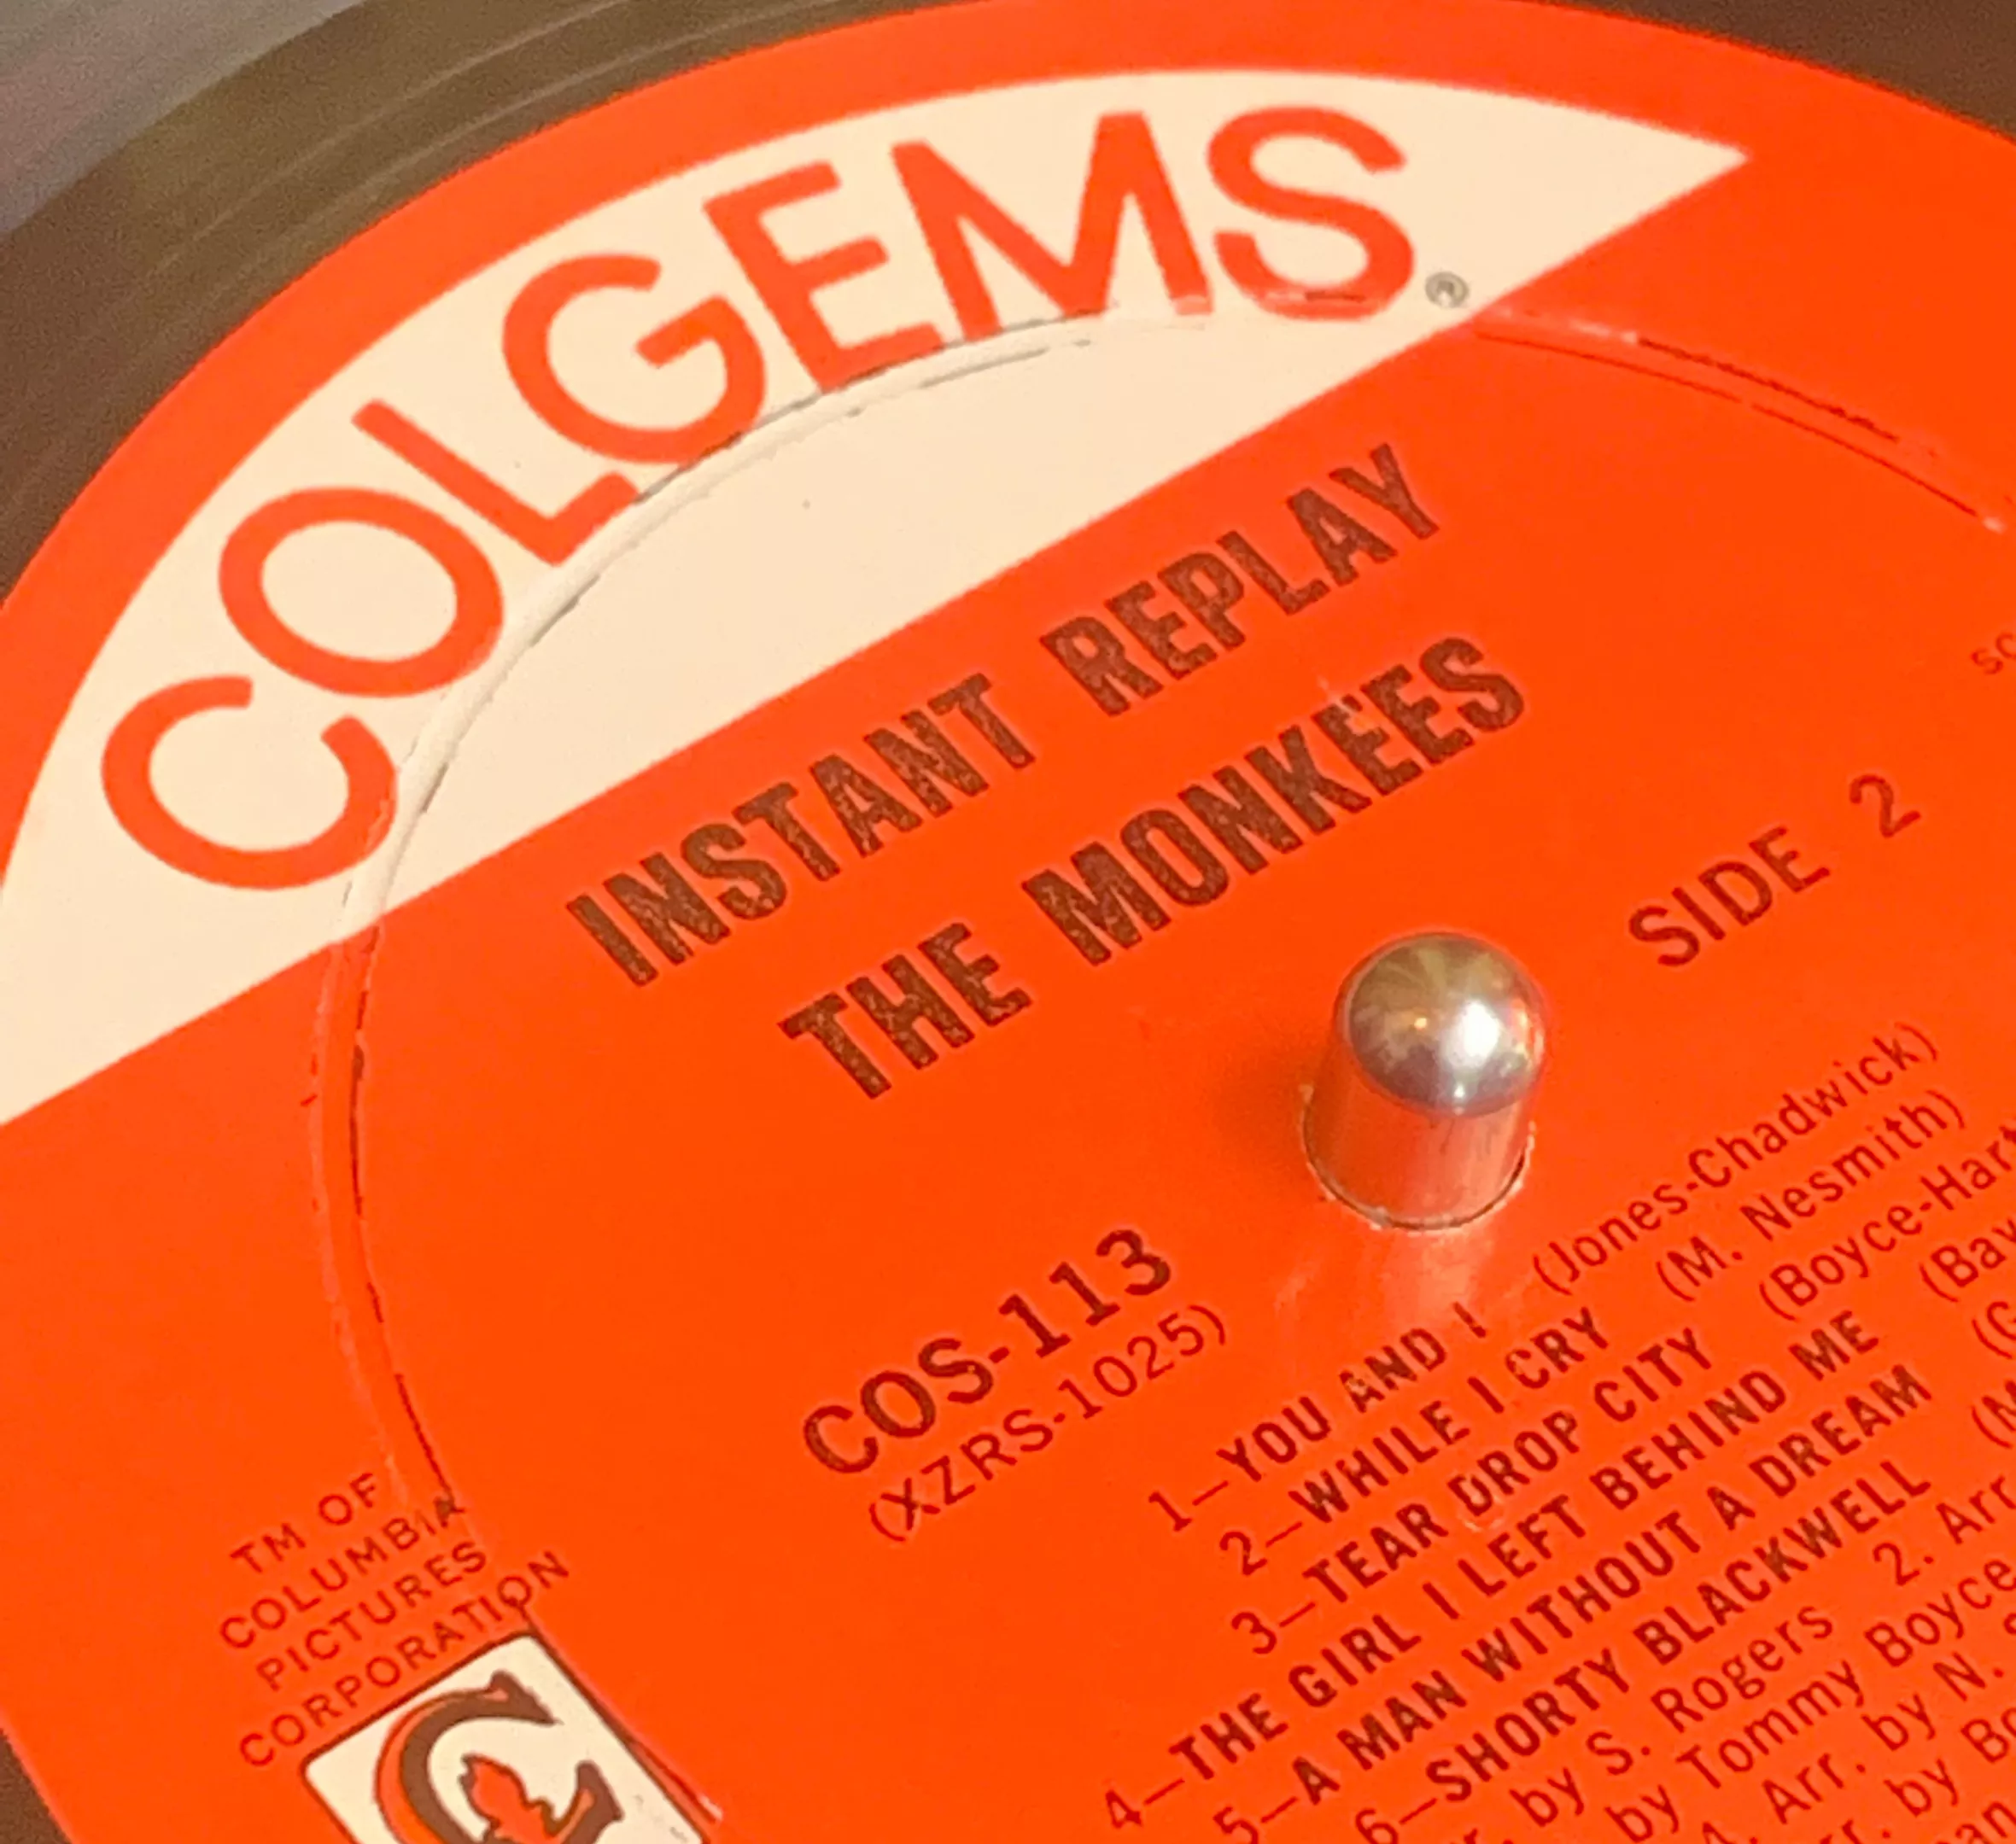 COLGEMS®
INSTANT REPLAY
THE MONKEES
SIDE 2
COS-113
(XZRS-1025)
1—YOU AND I (Jones-Chadwick)
2—WHILE I CRY (M. Nesmith)
3—TEAR DROP CITY (Boyce-Hart
4—THE GIRL I LEFT BEHIND ME
5—A MAN WITHOUT A DREAM
6—SHORTY BLACKWELL
by S. Rogers 2. Arr
by Tommy Boyce
4. Arr. by N.
by
TM OF
COLUMBIA
PICTURES
CORPORATION
C